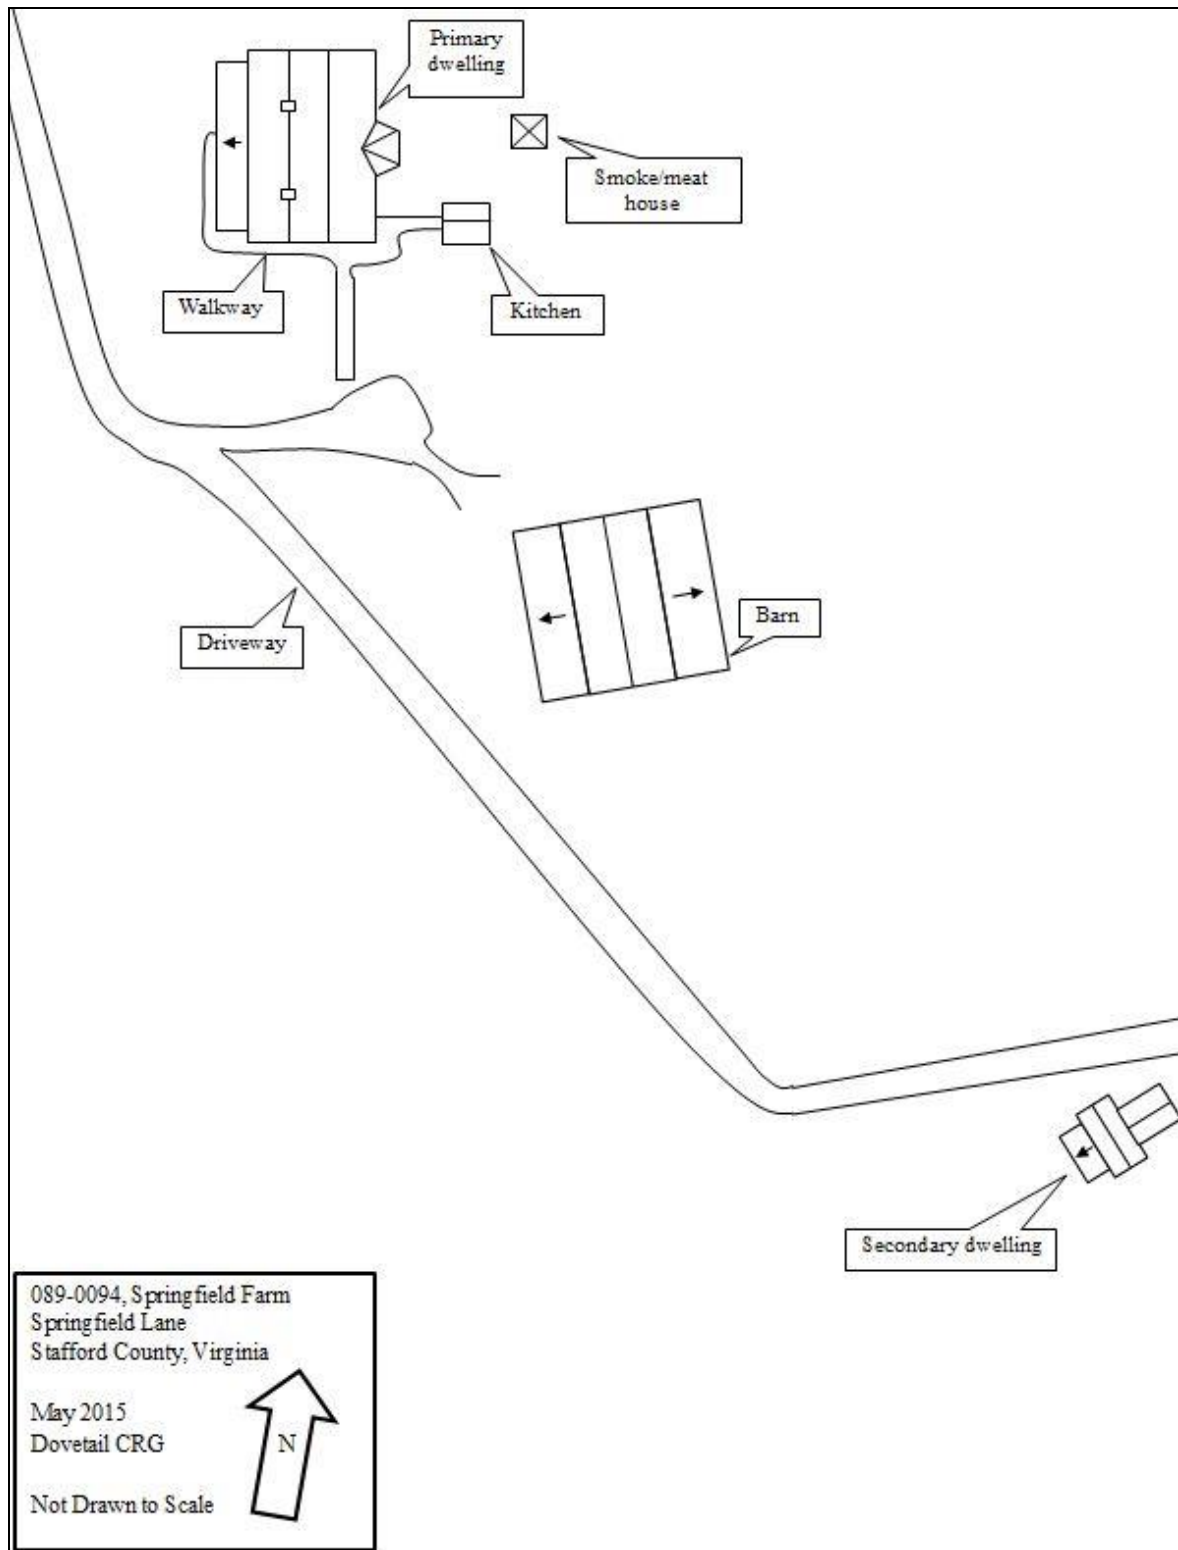 Primary
dwelling
Smoke/meat
house
Walkway
Kitchen
Driveway
Barn
Secondary dwelling
089-0094, Springfield Farm
Springfield Lane
Stafford County, Virginia
May 2015
Dovetail CRG
N
Not Drawn to Scale